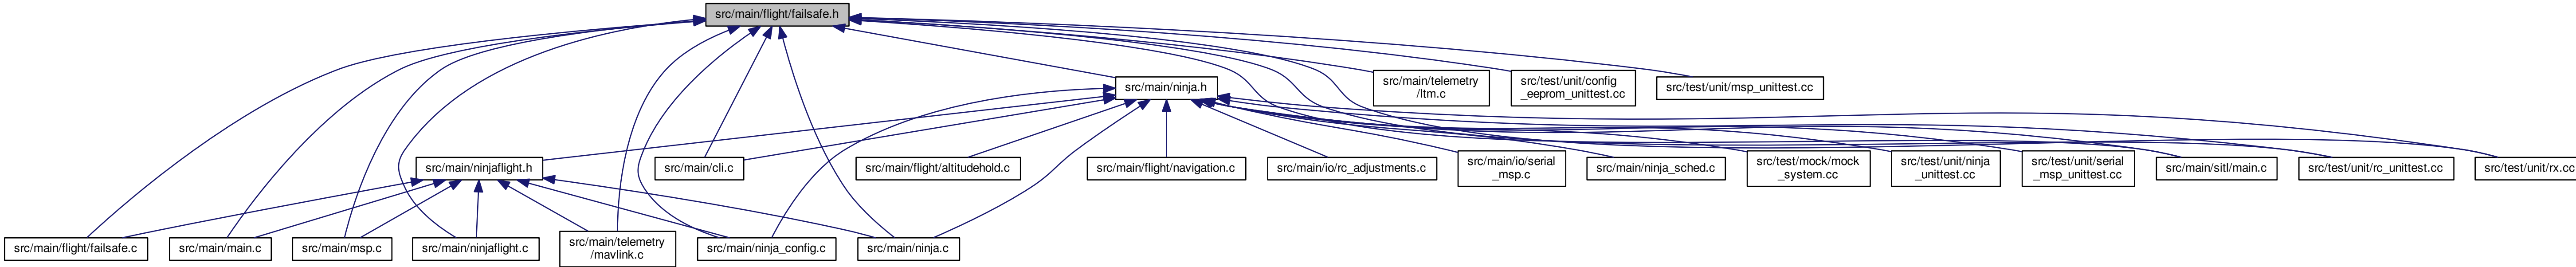 src/main/flight/failsafe.h
src/main/ninja.h
src/main/telemetry
/ltm.c
src/test/unit/config
_eeprom_unittest.cc
src/test/unit/msp_unittest.cc
src/main/ninjaflight.h
src/main/cli.c
src/main/flight/altitudehold.c
src/main/flight/navigation.c
src/main/io/rc_adjustments.c
src/main/io/serial
_msp.c
src/main/ninja_sched.c
src/test/mock/mock
_system.cc
src/test/unit/ninja
_unittest.cc
src/test/unit/serial
_msp_unittest.cc
src/main/sitl/main.c
src/test/unit/rc_unittest.cc
src/test/unit/rx.cc
src/main/flight/failsafe.c
src/main/main.c
src/main/msp.c
src/main/ninjaflight.c
src/main/telemetry
/mavlink.c
src/main/ninja_config.c
src/main/ninja.c